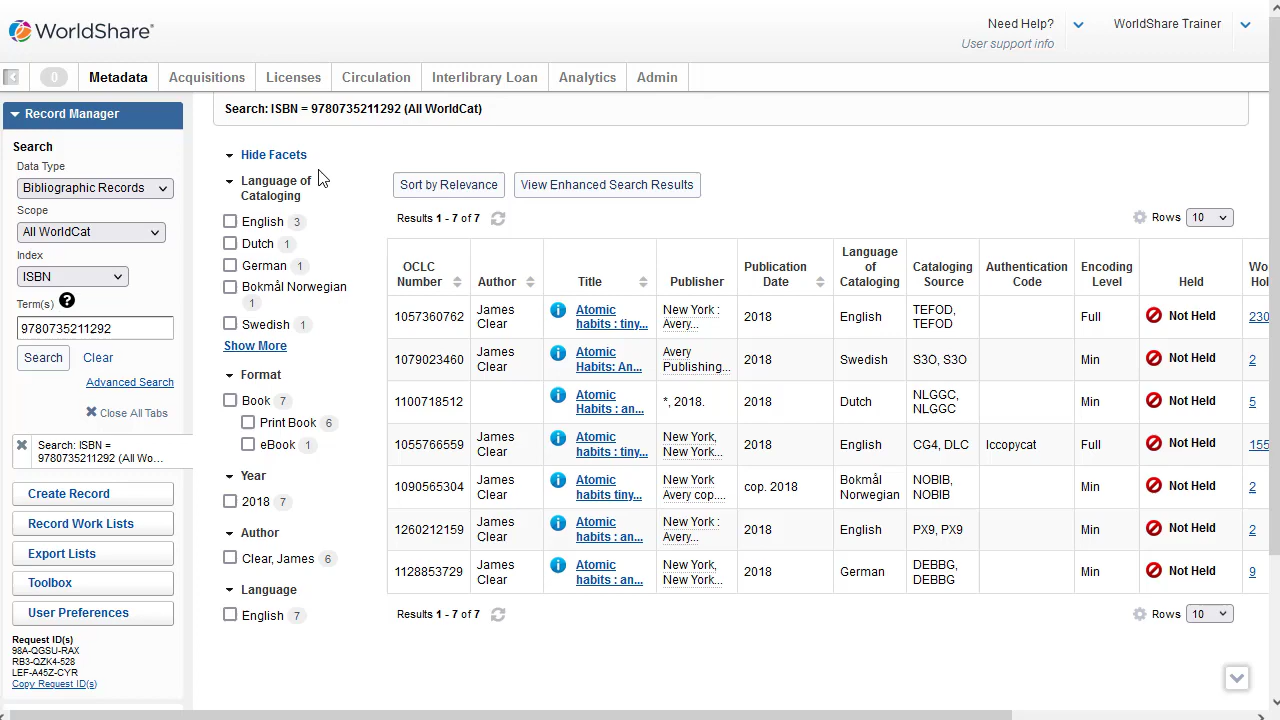 WorldShare®
Need Help?
User support info
WorldShare Trainer
0
Metadata
Acquisitions
Licenses
Circulation
Interlibrary Loan
Analytics
Admin
Record Manager
Search
Data Type
Bibliographic Records
Scope
All WorldCat
Index
ISBN
Term(s) ?
9780735211292
Search Clear
Advanced Search
Close All Tabs
Search: ISBN =
9780735211292 (All Wo...
Create Record
Record Work Lists
Export Lists
Toolbox
User Preferences
Request ID(s)
98A-QGSU-RAX
RB3-QZK4-528
LEF-A45Z-CYR
Copy Request ID(s)
Search: ISBN = 9780735211292 (All WorldCat)
Hide Facets
Language of
Cataloging
English 3
Dutch 1
German 1
Bokmål Norwegian
1
Swedish 1
Show More
Format
Book 7
Print Book 6
eBook 1
Year
2018 7
Author
Clear, James 6
Language
English 7
Sort by Relevance
View Enhanced Search Results
Results 1 - 7 of 7
Rows 10
OCLC
Number
Author
Title
Publisher
Publication
Date
Language
of
Cataloging
Cataloging
Source
Authentication
Code
Encoding
Level
Held
Wo
Hol
1057360762
James
Clear
Atomic
habits : tiny...
New York :
Avery...
2018
English
TEFOD,
TEFOD
Full
Not Held
230
1079023460
James
Clear
Atomic
Habits: An...
Avery
Publishing...
2018
Swedish
S3O, S3O
Min
Not Held
2
1100718512
Atomic
Habits : an...
*, 2018.
2018
Dutch
NLGGC,
NLGGC
Min
Not Held
5
1055766559
James
Clear
Atomic
habits : tiny...
New York,
New York...
2018
English
CG4, DLC
lccopycat
Full
Not Held
155
1090565304
James
Clear
Atomic
habits tiny...
New York
Avery cop....
cop. 2018
Bokmål
Norwegian
NOBIB,
NOBIB
Min
Not Held
2
1260212159
James
Clear
Atomic
habits : an...
New York :
Avery...
2018
English
PX9, PX9
Min
Not Held
2
1128853729
James
Clear
Atomic
habits : an...
New York,
New York...
2018
German
DEBBG,
DEBBG
Min
Not Held
9
Results 1 - 7 of 7
Rows 10